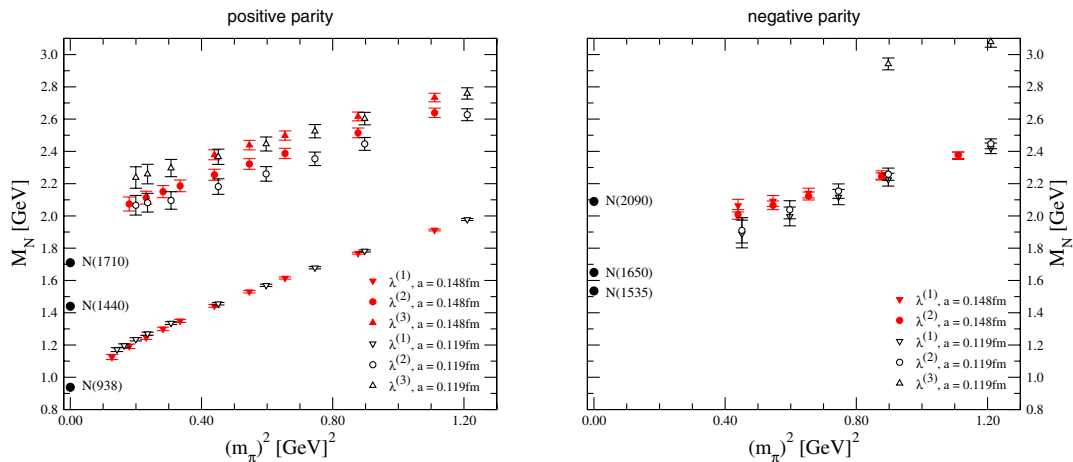 positive parity
3.0
2.8
2.6
2.4
2.2
2.0
1.8
1.6
1.4
1.2
1.0
0.8
M_N [GeV]
N(1710)
N(1440)
N(938)
λ^(1), a = 0.148fm
λ^(2), a = 0.148fm
λ^(3), a = 0.148fm
λ^(1), a = 0.119fm
λ^(2), a = 0.119fm
λ^(3), a = 0.119fm
0.00 0.40 0.80 1.20
(m_π)^2 [GeV]^2
negative parity
N(2090)
N(1650)
N(1535)
λ^(1), a = 0.148fm
λ^(2), a = 0.148fm
λ^(1), a = 0.119fm
λ^(2), a = 0.119fm
λ^(3), a = 0.119fm
3.0
2.8
2.6
2.4
2.2
2.0
1.8
1.6
1.4
1.2
1.0
0.8
M_N [GeV]
0.00 0.40 0.80 1.20
(m_π)^2 [GeV]^2